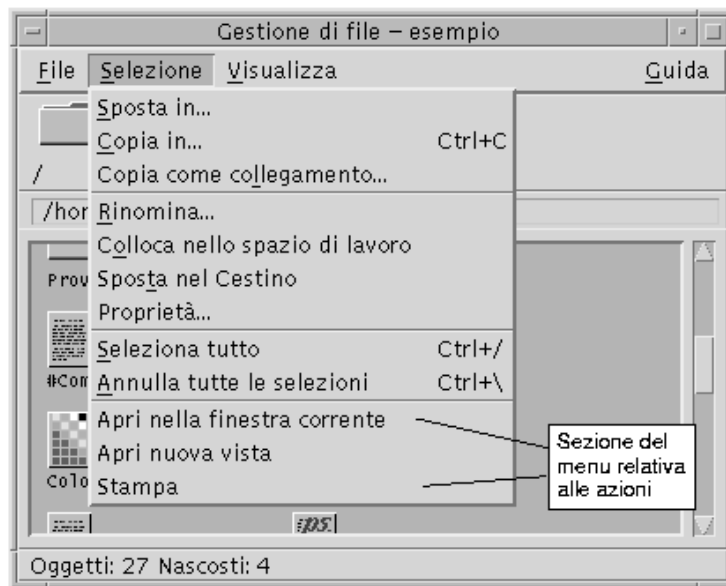 Gestione di file – esempio
File Selezione Visualizza Guida
Sposta in...
Copia in... Ctrl+C
Copia come collegamento...
/
/hor
Rinomina...
Colloca nello spazio di lavoro
Sposta nel Cestino
Prov
Proprietà...
Seleziona tutto Ctrl+/
#Com
Annulla tutte le selezioni Ctrl+\
Apri nella finestra corrente
Apri nuova vista
Colo
Stampa
Sezione del
menu relativa
alle azioni
Oggetti: 27 Nascosti: 4